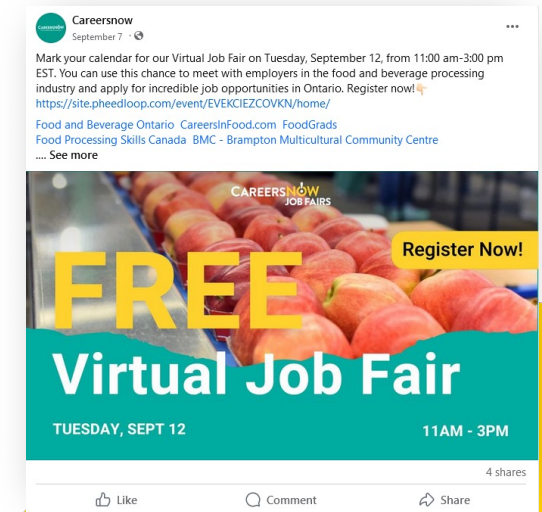 Careersnow
September 7 ·
Mark your calendar for our Virtual Job Fair on Tuesday, September 12, from 11:00 am-3:00 pm
EST. You can use this chance to meet with employers in the food and beverage processing
industry and apply for incredible job opportunities in Ontario. Register now!👇🏻
https://site.pheedloop.com/event/EVEKCIEZCOVKN/home/
Food and Beverage Ontario CareersInFood.com FoodGrads
Food Processing Skills Canada BMC - Brampton Multicultural Community Centre
.... See more
CAREERSNOW
JOB FAIRS
Register Now!
FREE
Virtual Job Fair
TUESDAY, SEPT 12
11AM - 3PM
4 shares
Like
Comment
Share